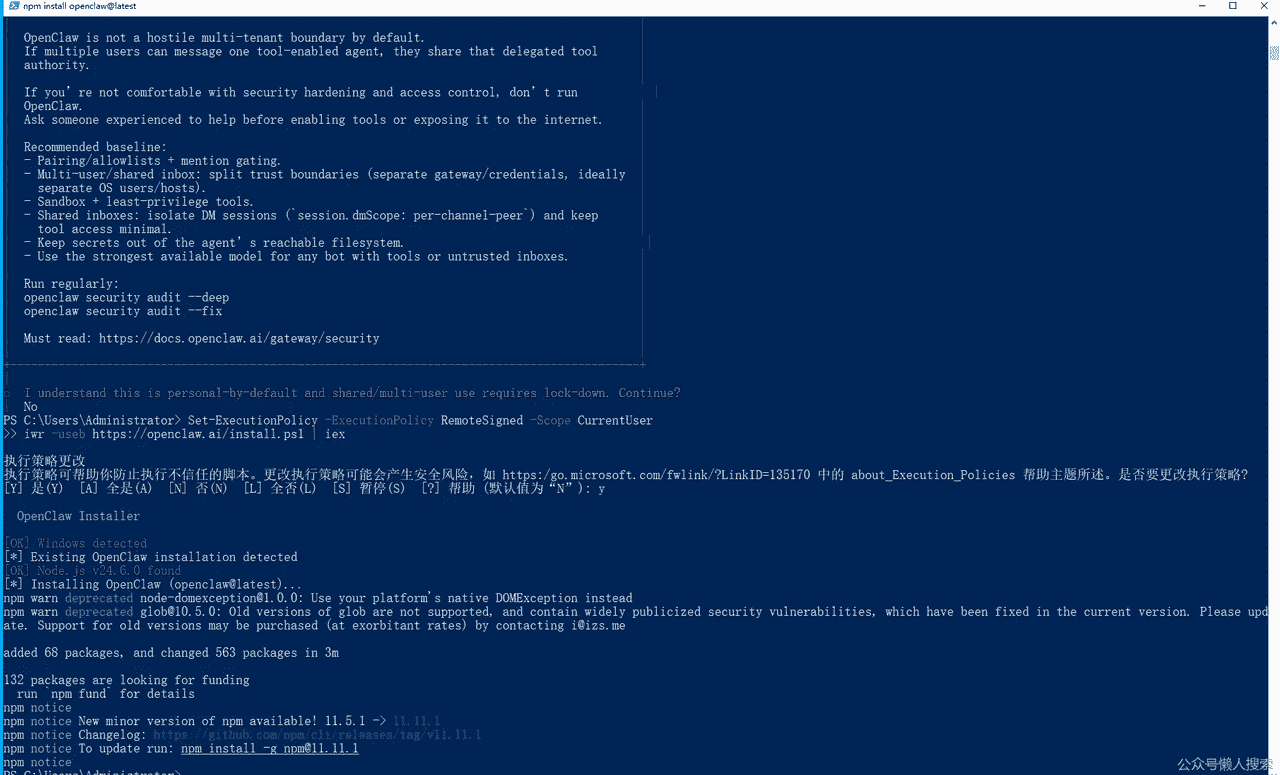 npm install openclaw@latest
OpenClaw is not a hostile multi-tenant boundary by default.
If multiple users can message one tool-enabled agent, they share that delegated tool
authority.
If you’re not comfortable with security hardening and access control, don’t run
OpenClaw.
Ask someone experienced to help before enabling tools or exposing it to the internet.
Recommended baseline:
- Pairing/allowlists + mention gating.
- Multi-user/shared inbox: split trust boundaries (separate gateway/credentials, ideally
separate OS users/hosts).
- Sandbox + least-privilege tools.
- Shared inboxes: isolate DM sessions (`session.dmScope: per-channel-peer`) and keep
tool access minimal.
- Keep secrets out of the agent’s reachable filesystem.
- Use the strongest available model for any bot with tools or untrusted inboxes.
Run regularly:
openclaw security audit --deep
openclaw security audit --fix
Must read: https://docs.openclaw.ai/gateway/security
o I understand this is personal-by-default and shared/multi-user use requires lock-down. Continue?
No
PS C:\Users\Administrator> Set-ExecutionPolicy -ExecutionPolicy RemoteSigned -Scope CurrentUser
>> iwr -useb https://openclaw.ai/install.ps1 | iex
执行策略更改
执行策略可帮助你防止执行不信任的脚本。更改执行策略可能会产生安全风险，如 https:/go.microsoft.com/fwlink/?LinkID=135170 中的 about_Execution_Policies 帮助主题所述。是否要更改执行策略?
[Y] 是(Y) [A] 全是(A) [N] 否(N) [L] 全否(L) [S] 暂停(S) [?] 帮助 (默认值为“N”): y
OpenClaw Installer
[OK] Windows detected
[*] Existing OpenClaw installation detected
[OK] Node.js v24.6.0 found
[*] Installing OpenClaw (openclaw@latest)...
npm warn deprecated node-domexception@1.0.0: Use your platform's native DOMException instead
npm warn deprecated glob@10.5.0: Old versions of glob are not supported, and contain widely publicized security vulnerabilities, which have been fixed in the current version. Please upd
ate. Support for old versions may be purchased (at exorbitant rates) by contacting i@izs.me
added 68 packages, and changed 563 packages in 3m
132 packages are looking for funding
run `npm fund` for details
npm notice
npm notice New minor version of npm available! 11.5.1 -> 11.11.1
npm notice Changelog: https://github.com/npm/cli/releases/tag/v11.11.1
npm notice To update run: npm install -g npm@11.11.1
npm notice
PS C:\Users\Administrator>
公众号懒人搜索